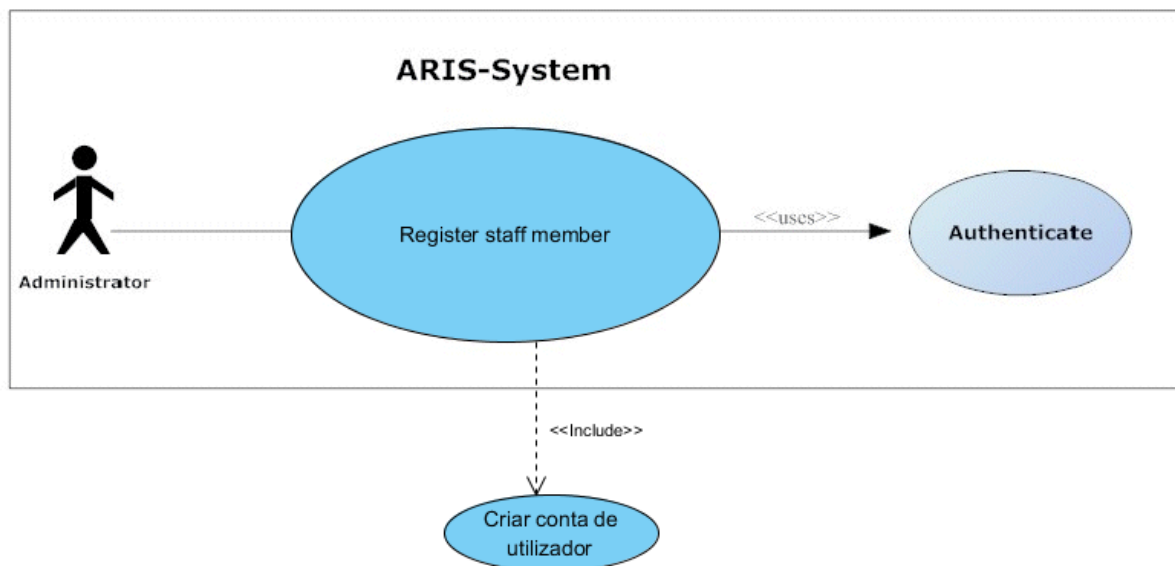 ARIS-System
Register staff member
<<uses>>
Authenticate
Administrator
<<Include>>
Criar conta de
utilizador